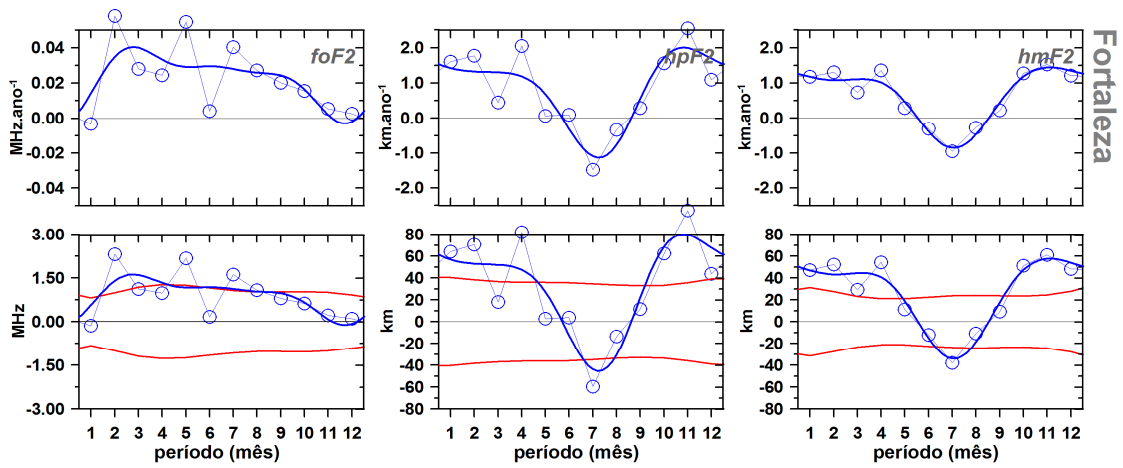 foF2
hpF2
hmF2
Fortaleza
MHz.ano-1
0.04
0.02
0.00
-0.02
-0.04
km.ano-1
2.0
1.0
0.0
-1.0
-2.0
km.ano-1
2.0
1.0
0.0
-1.0
-2.0
MHz
3.00
1.50
0.00
-1.50
-3.00
km
80
60
40
20
0
-20
-40
-60
-80
km
80
60
40
20
0
-20
-40
-60
-80
1 2 3 4 5 6 7 8 9 10 11 12
1 2 3 4 5 6 7 8 9 10 11 12
1 2 3 4 5 6 7 8 9 10 11 12
período (mês)
período (mês)
período (mês)